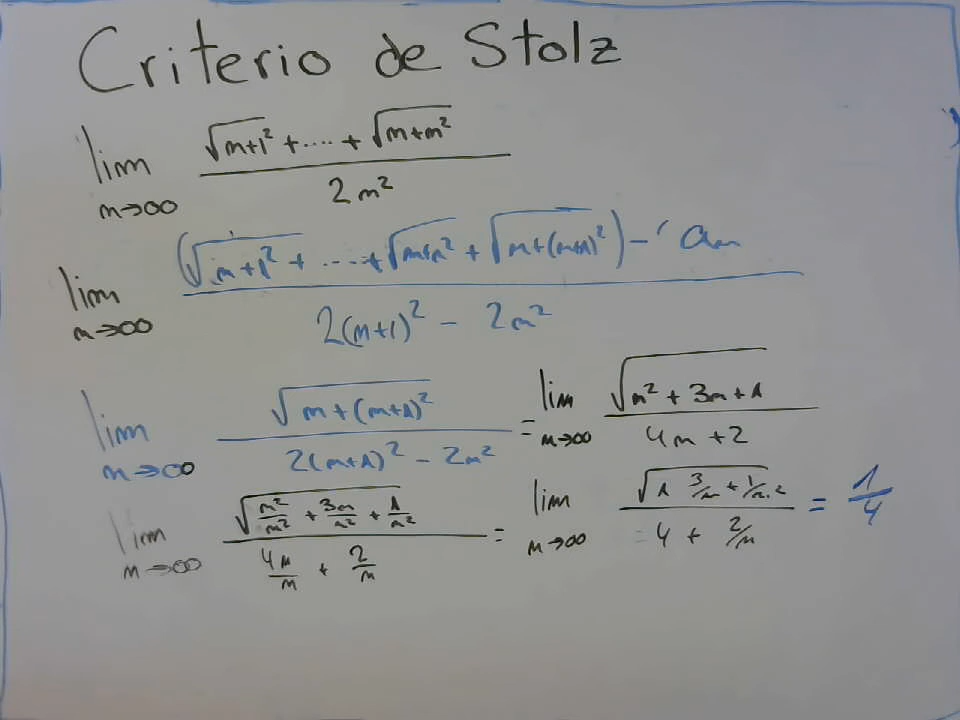 Criterio de Stolz
lim m→∞ (√(m+1²) + .... + √(m+m²)) / (2m²)
lim m→∞ ((√(m+1²) + ....+ √(m+m²) + √(m+(m+1)²)) - (am) / (2(m+1)² - 2m²)
lim m→∞ √(m+(m+1)²) / (2(m+1)² - 2m²) = lim m→∞ √(m² + 3m + 1) / (4m + 2)
lim m→∞ √(m²/m² + 3m/m² + 1/m²) / (4m/m + 2/m) = lim m→∞ √(1 3/m + 1/m²) / (4 + 2/m) = 1/4